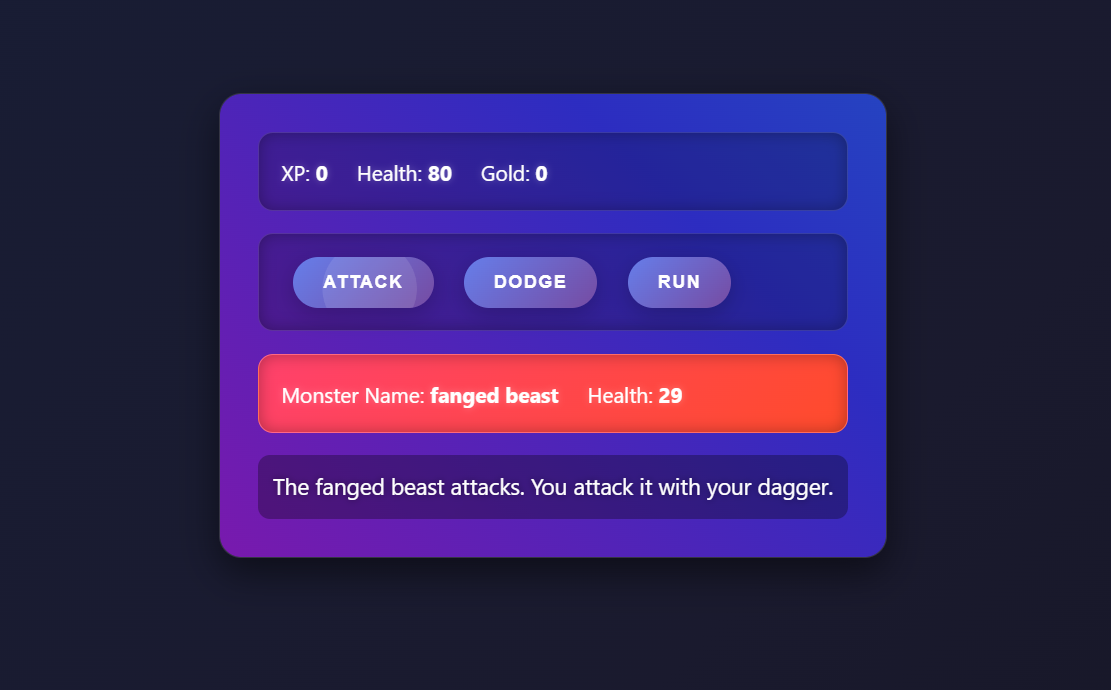 XP: 0 Health: 80 Gold: 0
ATTACK DODGE RUN
Monster Name: fanged beast Health: 29
The fanged beast attacks. You attack it with your dagger.